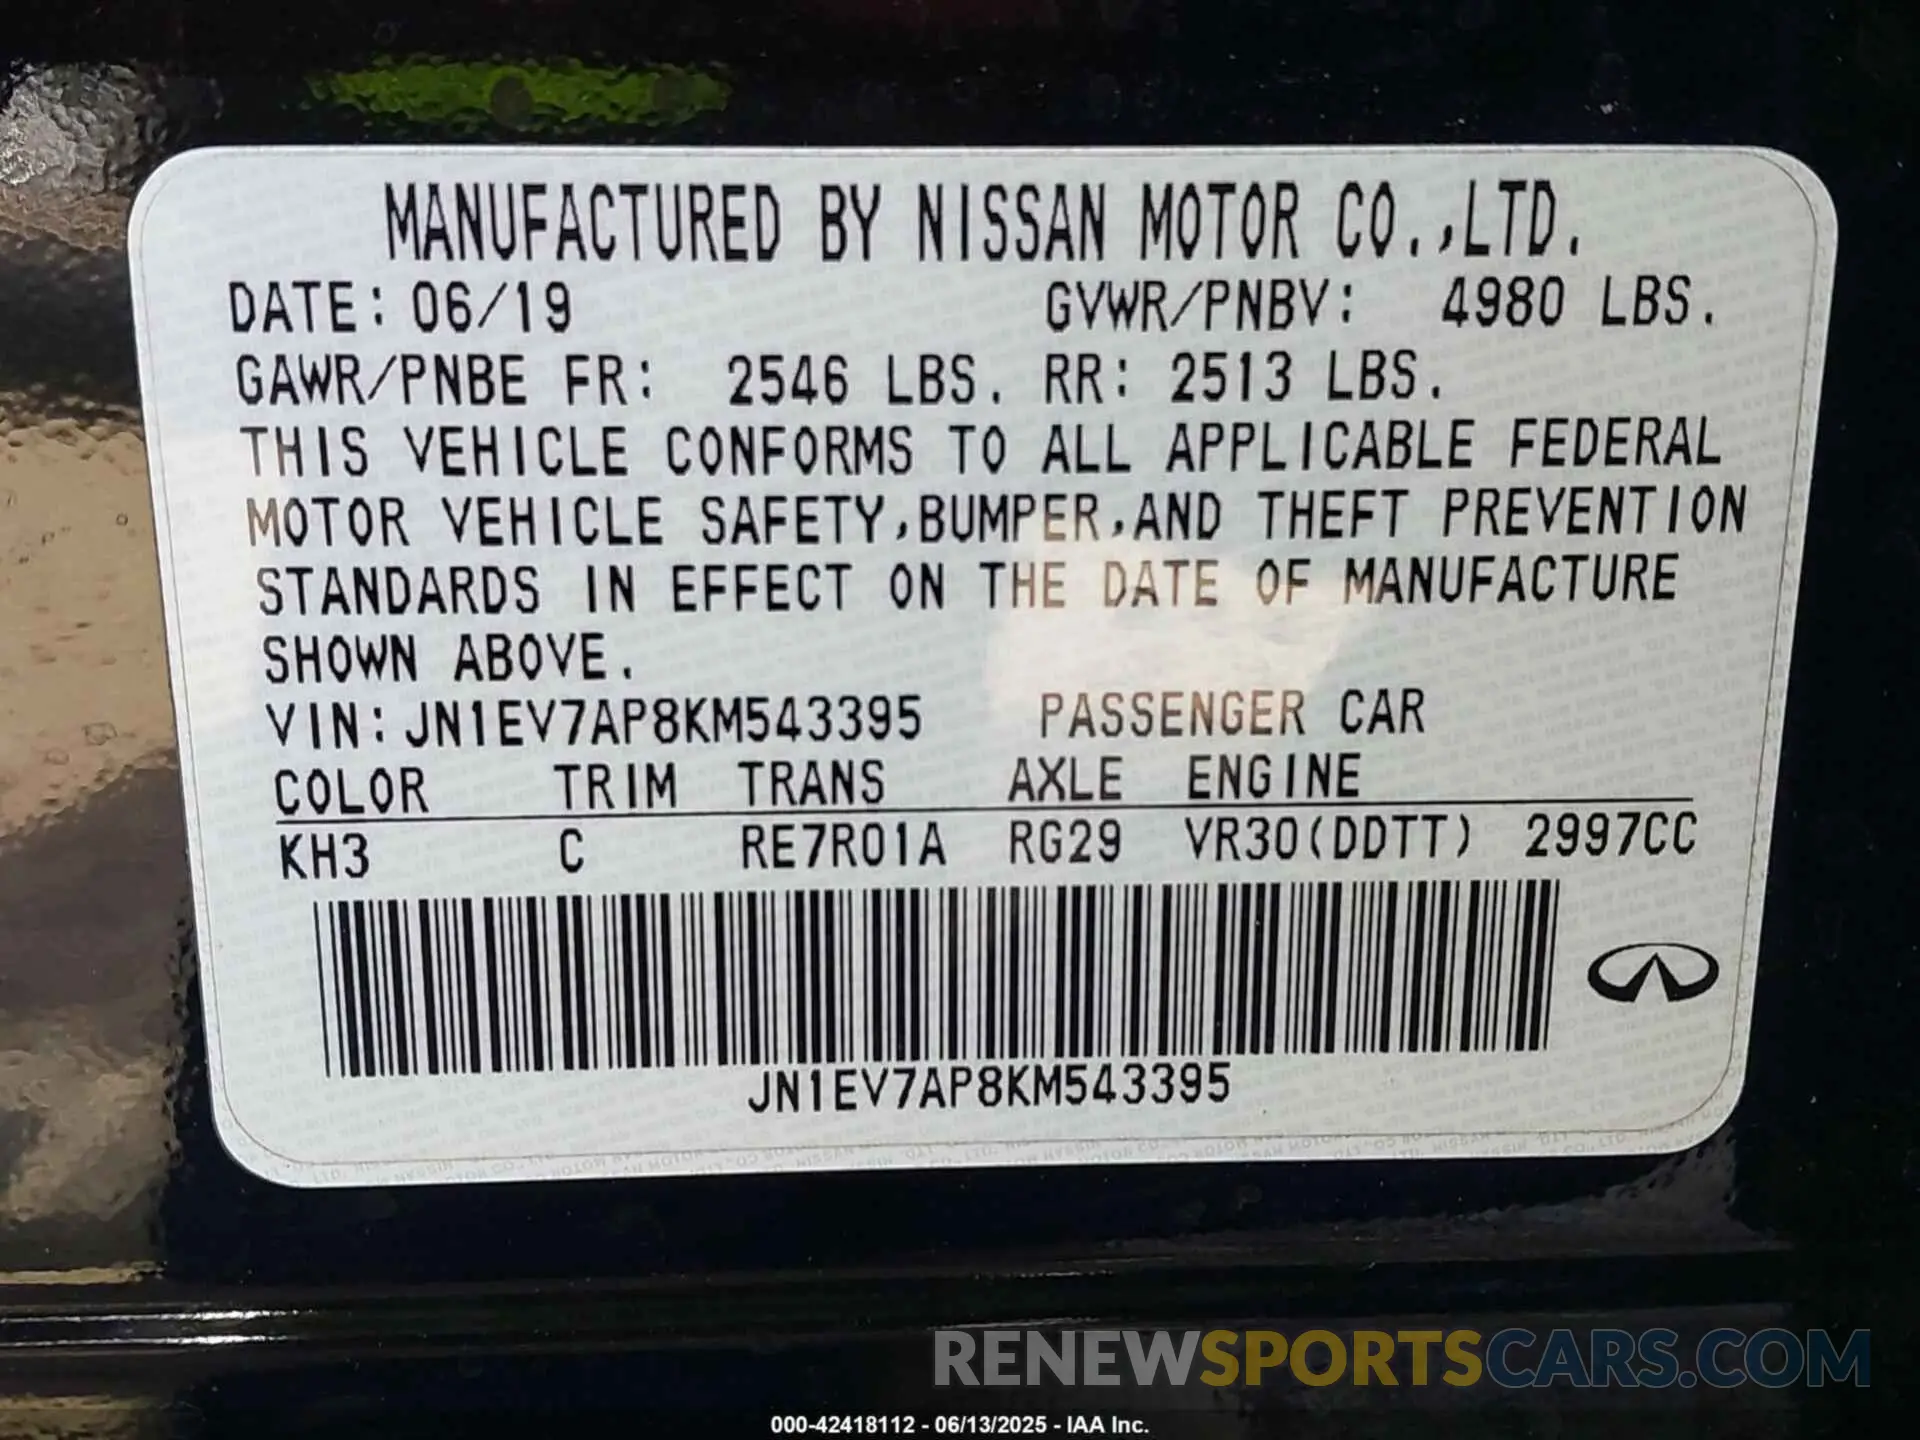 MANUFACTURED BY NISSAN MOTOR CO.,LTD.
DATE: 06/19 GVWR/PNBV: 4980 LBS.
GAWR/PNBE FR: 2546 LBS. RR: 2513 LBS.
THIS VEHICLE CONFORMS TO ALL APPLICABLE FEDERAL
MOTOR VEHICLE SAFETY,BUMPER,AND THEFT PREVENTION
STANDARDS IN EFFECT ON THE DATE OF MANUFACTURE
SHOWN ABOVE.
VIN:JN1EV7AP8KM543395 PASSENGER CAR
COLOR TRIM TRANS AXLE ENGINE
KH3 C RE7R01A RG29 VR30(DDTT) 2997CC
JN1EV7AP8KM543395
RENEWSPORTSCARS.COM
000-42418112 - 06/13/2025 - IAA Inc.